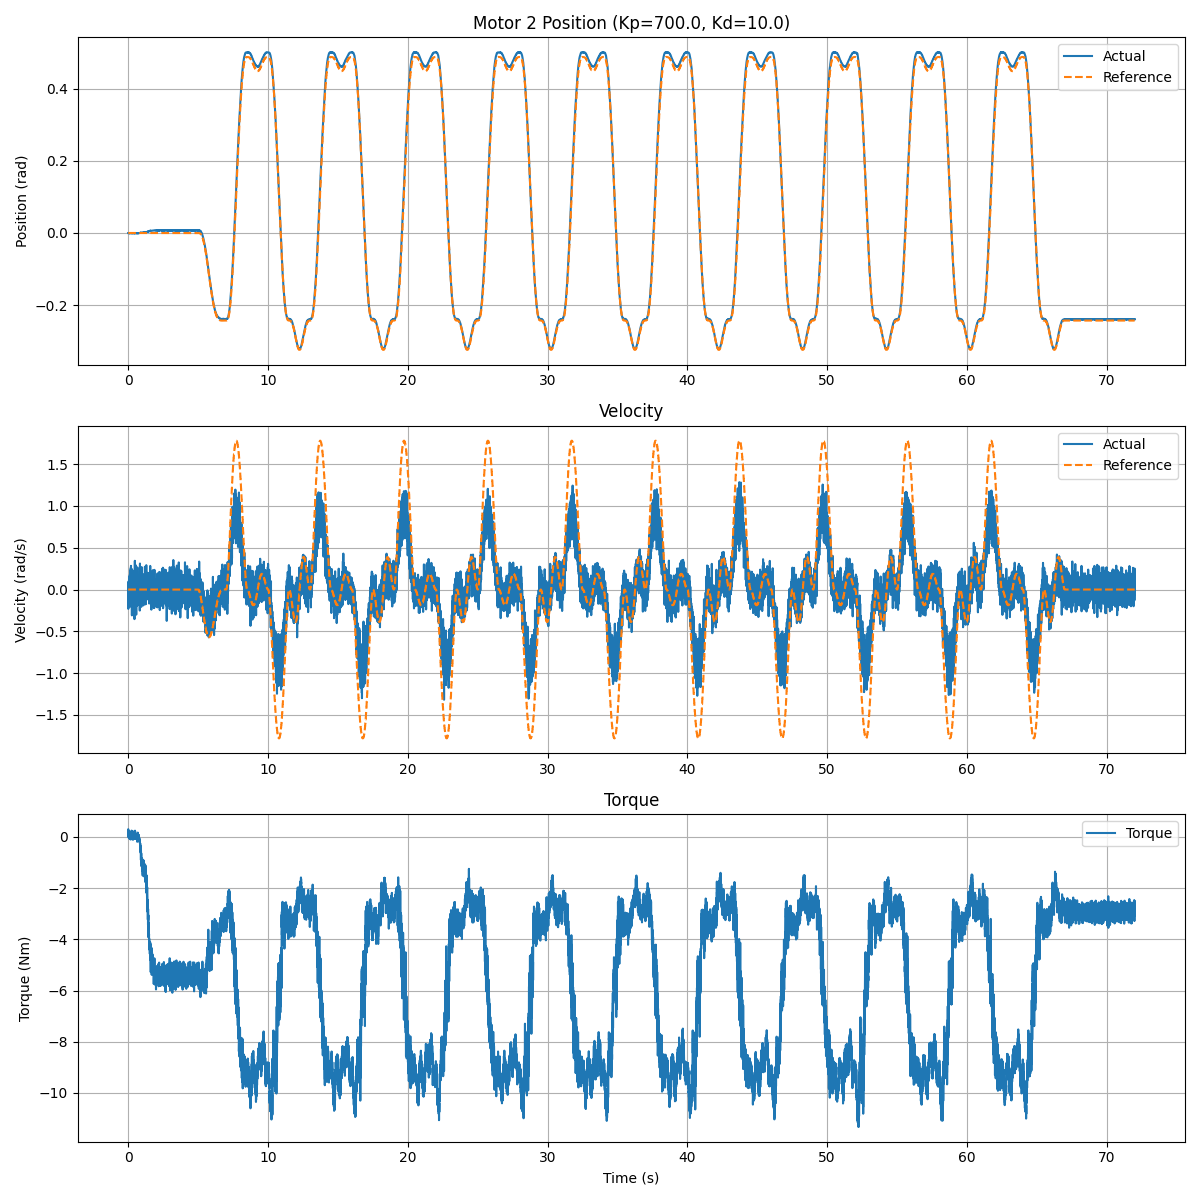 Motor 2 Position (Kp=700.0, Kd=10.0)
Actual
Reference
Position (rad)
0.4
0.2
0.0
−0.2
0 10 20 30 40 50 60 70
Velocity
Actual
Reference
Velocity (rad/s)
1.5
1.0
0.5
0.0
−0.5
−1.0
−1.5
0 10 20 30 40 50 60 70
Torque
Torque
Torque (Nm)
0
−2
−4
−6
−8
−10
0 10 20 30 40 50 60 70
Time (s)